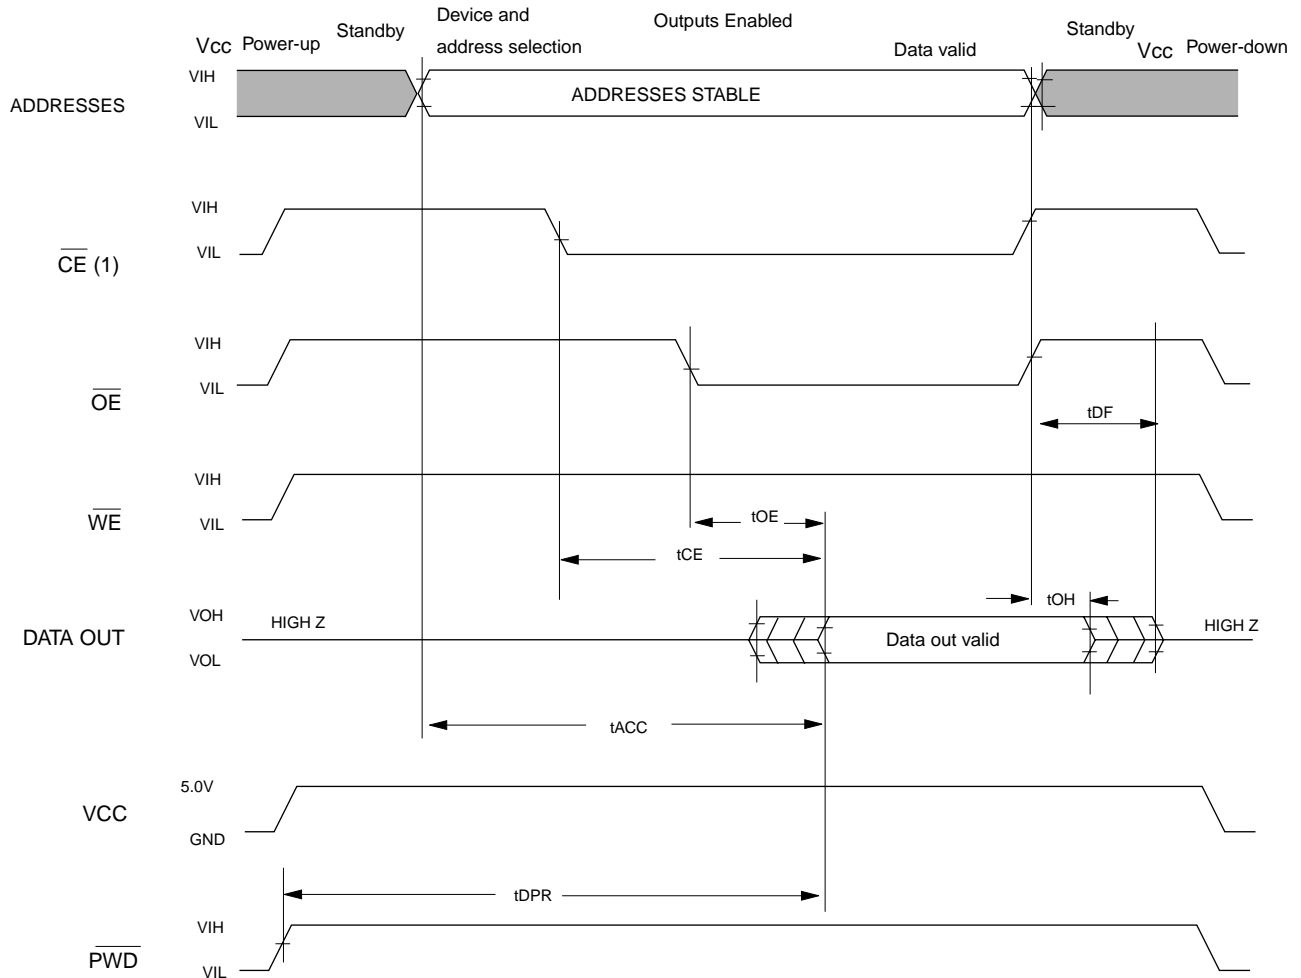 Vcc Power-up
Standby
Device and
address selection
Outputs Enabled
Data valid
Standby
Vcc Power-down
ADDRESSES
VIH
VIL
ADDRESSES STABLE
CE (1)
VIH
VIL
OE
VIH
VIL
tDF
WE
VIH
VIL
tOE
tCE
tOH
DATA OUT
VOH
VOL
HIGH Z
Data out valid
HIGH Z
tACC
VCC
5.0V
GND
tDPR
PWD
VIH
VIL